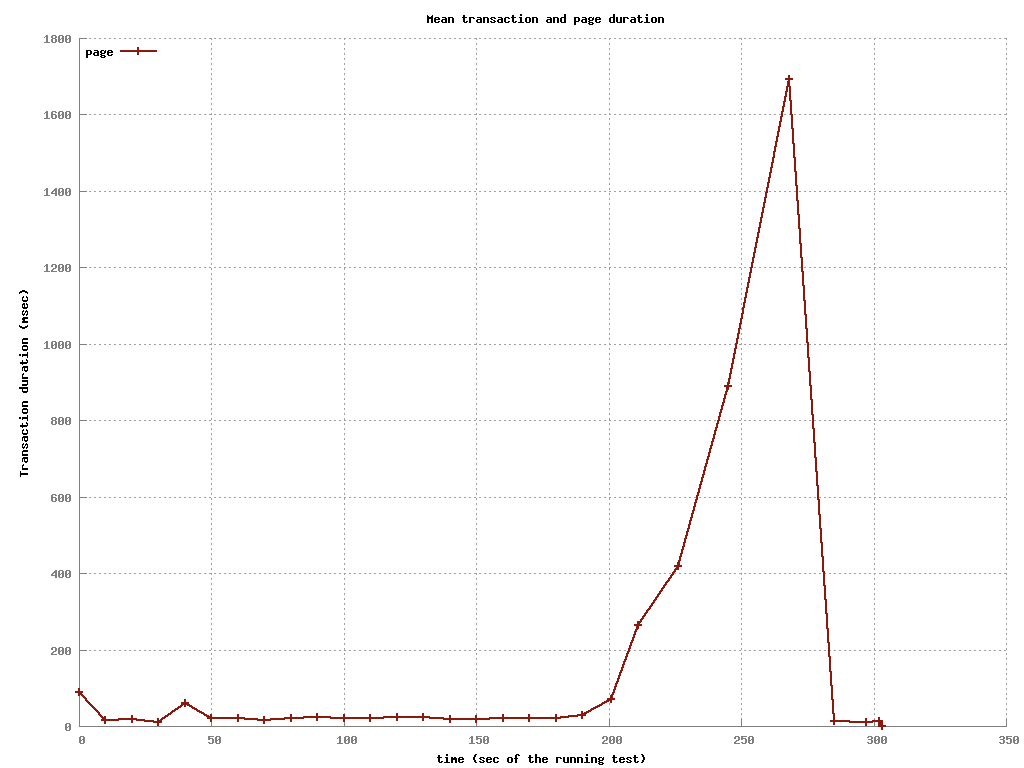 Mean transaction and page duration
page
1800
1600
1400
1200
1000
800
600
400
200
0
Transaction duration (msec)
0 50 100 150 200 250 300 350
time (sec of the running test)